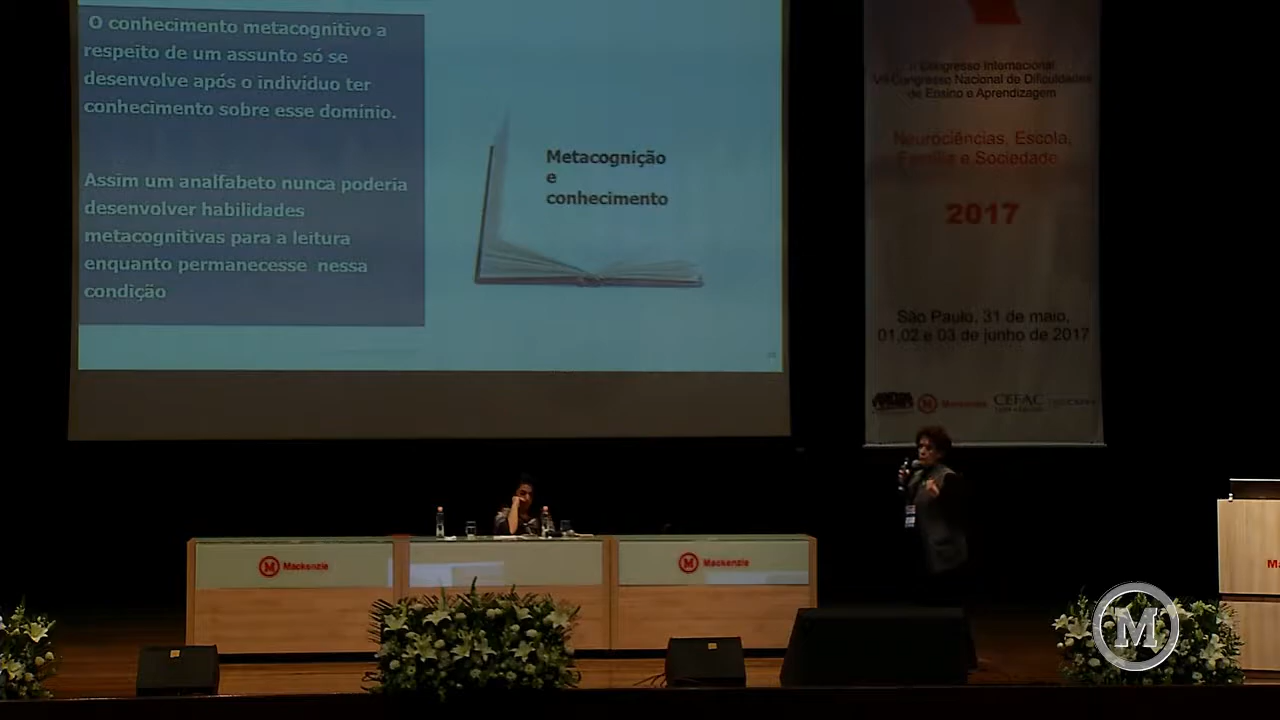 O conhecimento metacognitivo a
respeito de um assunto só se
desenvolve após o indivíduo ter
conhecimento sobre esse domínio.
Assim um analfabeto nunca poderia
desenvolver habilidades
metacognitivas para a leitura
enquanto permanecesse nessa
condição
Metacognição
e
conhecimento
Congresso Internacional
Congresso Nacional de Dificuldades
de Ensino e Aprendizagem
Neurociências, Escola,
Família e Sociedade
2017
São Paulo, 31 de maio,
01,02 e 03 de junho de 2017
M Mackenzie CEFAC
M Mackenzie
M Mackenzie
M